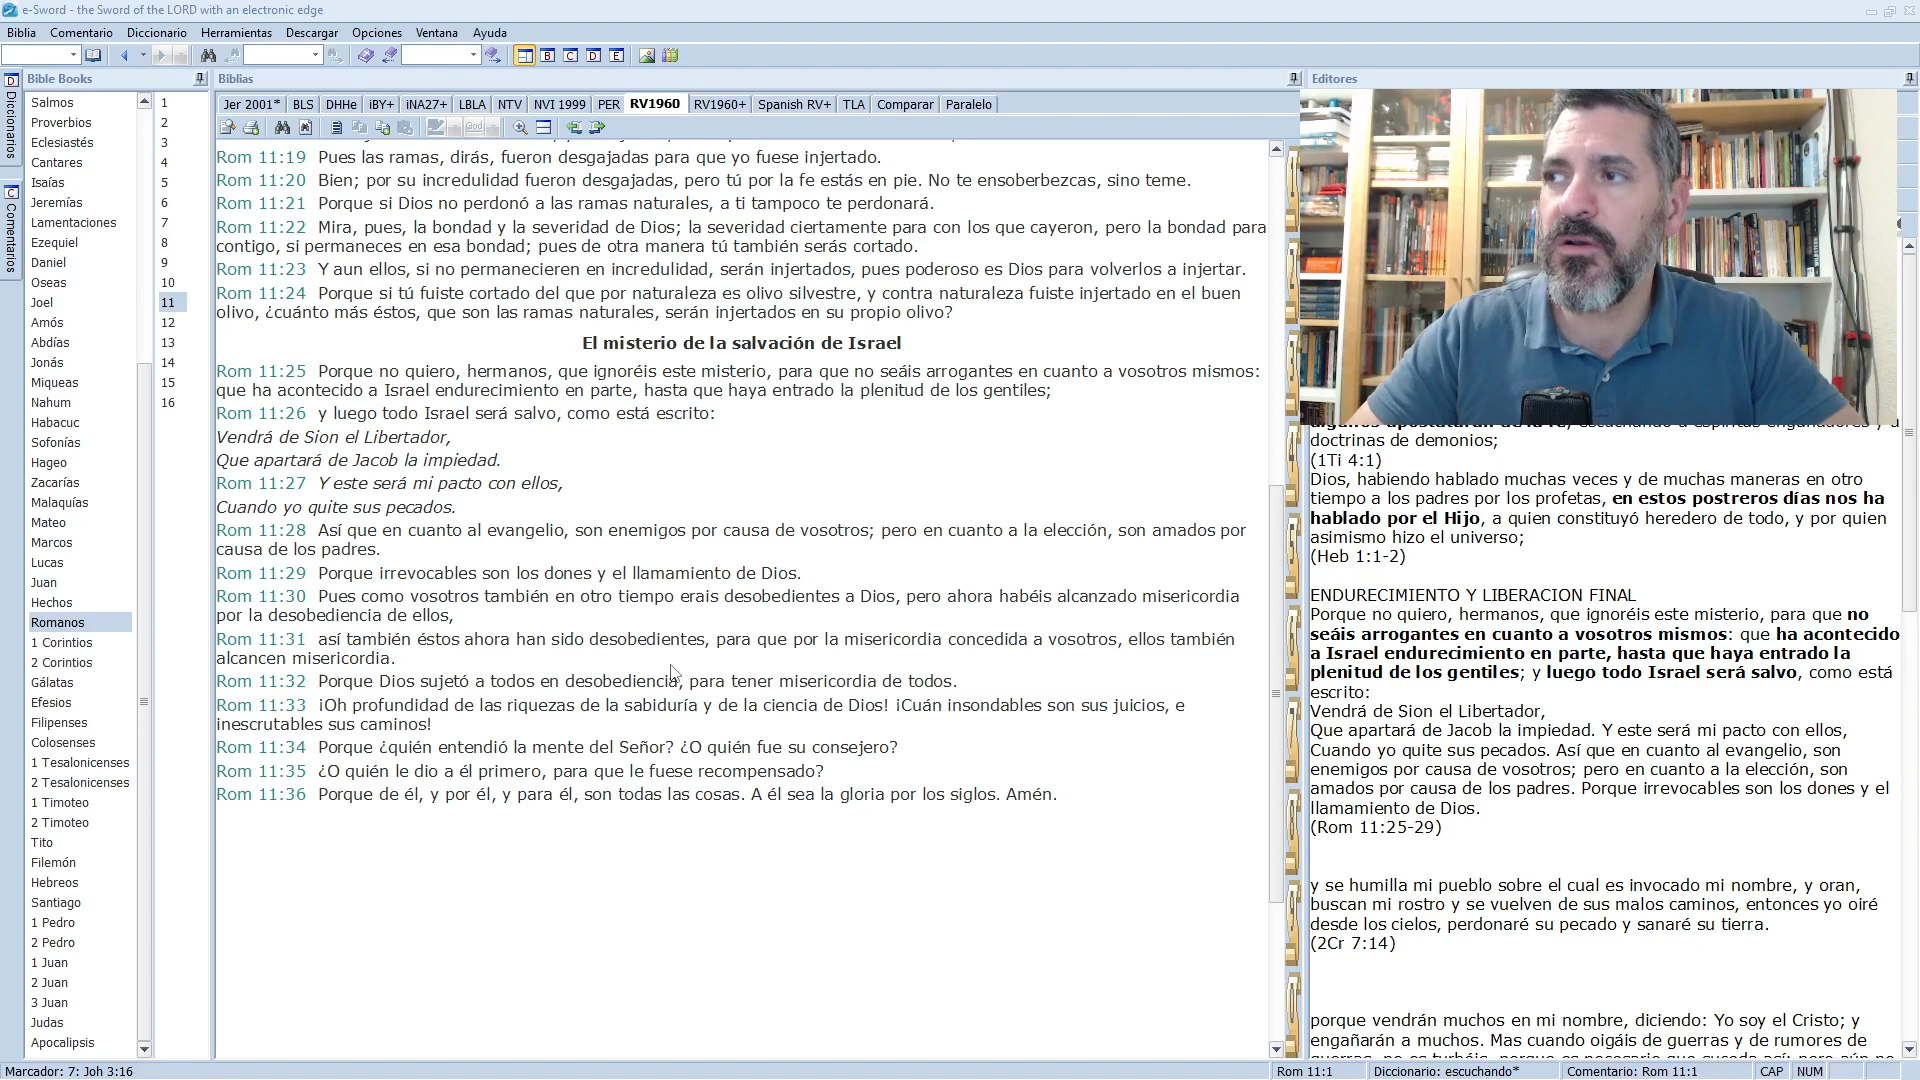 e-Sword - the Sword of the LORD with an electronic edge
Biblia Comentario Diccionario Herramientas Descargar Opciones Ventana Ayuda
B C D E
Bible Books
Biblias
Editores
Diccionarios
Comentarios
Jer 2001* BLS DHHe iBY+ iNA27+ LBLA NTV NVI 1999 PER RV1960 RV1960+ Spanish RV+ TLA Comparar Paralelo
Salmos
Proverbios
Eclesiastés
Cantares
Isaías
Jeremías
Lamentaciones
Ezequiel
Daniel
Oseas
Joel
Amós
Abdías
Jonás
Miqueas
Nahum
Habacuc
Sofonías
Hageo
Zacarías
Malaquías
Mateo
Marcos
Lucas
Juan
Hechos
Romanos
1 Corintios
2 Corintios
Gálatas
Efesios
Filipenses
Colosenses
1 Tesalonicenses
2 Tesalonicenses
1 Timoteo
2 Timoteo
Tito
Filemón
Hebreos
Santiago
1 Pedro
2 Pedro
1 Juan
2 Juan
3 Juan
Judas
Apocalipsis
1
2
3
4
5
6
7
8
9
10
11
12
13
14
15
16
Rom 11:19 Pues las ramas, dirás, fueron desgajadas para que yo fuese injertado.
Rom 11:20 Bien; por su incredulidad fueron desgajadas, pero tú por la fe estás en pie. No te ensoberbezcas, sino teme.
Rom 11:21 Porque si Dios no perdonó a las ramas naturales, a ti tampoco te perdonará.
Rom 11:22 Mira, pues, la bondad y la severidad de Dios; la severidad ciertamente para con los que cayeron, pero la bondad para
contigo, si permaneces en esa bondad; pues de otra manera tú también serás cortado.
Rom 11:23 Y aun ellos, si no permanecieren en incredulidad, serán injertados, pues poderoso es Dios para volverlos a injertar.
Rom 11:24 Porque si tú fuiste cortado del que por naturaleza es olivo silvestre, y contra naturaleza fuiste injertado en el buen
olivo, ¿cuánto más éstos, que son las ramas naturales, serán injertados en su propio olivo?
El misterio de la salvación de Israel
Rom 11:25 Porque no quiero, hermanos, que ignoréis este misterio, para que no seáis arrogantes en cuanto a vosotros mismos:
que ha acontecido a Israel endurecimiento en parte, hasta que haya entrado la plenitud de los gentiles;
Rom 11:26 y luego todo Israel será salvo, como está escrito:
Vendrá de Sion el Libertador,
Que apartará de Jacob la impiedad.
Rom 11:27 Y este será mi pacto con ellos,
Cuando yo quite sus pecados.
Rom 11:28 Así que en cuanto al evangelio, son enemigos por causa de vosotros; pero en cuanto a la elección, son amados por
causa de los padres.
Rom 11:29 Porque irrevocables son los dones y el llamamiento de Dios.
Rom 11:30 Pues como vosotros también en otro tiempo erais desobedientes a Dios, pero ahora habéis alcanzado misericordia
por la desobediencia de ellos,
Rom 11:31 así también éstos ahora han sido desobedientes, para que por la misericordia concedida a vosotros, ellos también
alcancen misericordia.
Rom 11:32 Porque Dios sujetó a todos en desobediencia, para tener misericordia de todos.
Rom 11:33 ¡Oh profundidad de las riquezas de la sabiduría y de la ciencia de Dios! ¡Cuán insondables son sus juicios, e
inescrutables sus caminos!
Rom 11:34 Porque ¿quién entendió la mente del Señor? ¿O quién fue su consejero?
Rom 11:35 ¿O quién le dio a él primero, para que le fuese recompensado?
Rom 11:36 Porque de él, y por él, y para él, son todas las cosas. A él sea la gloria por los siglos. Amén.
algunos apostatarán de la fe, escuchando a espíritus engañadores y a
doctrinas de demonios;
(1Ti 4:1)
Dios, habiendo hablado muchas veces y de muchas maneras en otro
tiempo a los padres por los profetas, en estos postreros días nos ha
hablado por el Hijo, a quien constituyó heredero de todo, y por quien
asimismo hizo el universo;
(Heb 1:1-2)
ENDURECIMIENTO Y LIBERACION FINAL
Porque no quiero, hermanos, que ignoréis este misterio, para que no
seáis arrogantes en cuanto a vosotros mismos: que ha acontecido
a Israel endurecimiento en parte, hasta que haya entrado la
plenitud de los gentiles; y luego todo Israel será salvo, como está
escrito:
Vendrá de Sion el Libertador,
Que apartará de Jacob la impiedad. Y este será mi pacto con ellos,
Cuando yo quite sus pecados. Así que en cuanto al evangelio, son
enemigos por causa de vosotros; pero en cuanto a la elección, son
amados por causa de los padres. Porque irrevocables son los dones y el
llamamiento de Dios.
(Rom 11:25-29)
y se humilla mi pueblo sobre el cual es invocado mi nombre, y oran,
buscan mi rostro y se vuelven de sus malos caminos, entonces yo oiré
desde los cielos, perdonaré su pecado y sanaré su tierra.
(2Cr 7:14)
porque vendrán muchos en mi nombre, diciendo: Yo soy el Cristo; y
engañarán a muchos. Mas cuando oigáis de guerras y de rumores de
Marcador: 7: Joh 3:16
Rom 11:1 Diccionario: escuchando* Comentario: Rom 11:1 CAP NUM